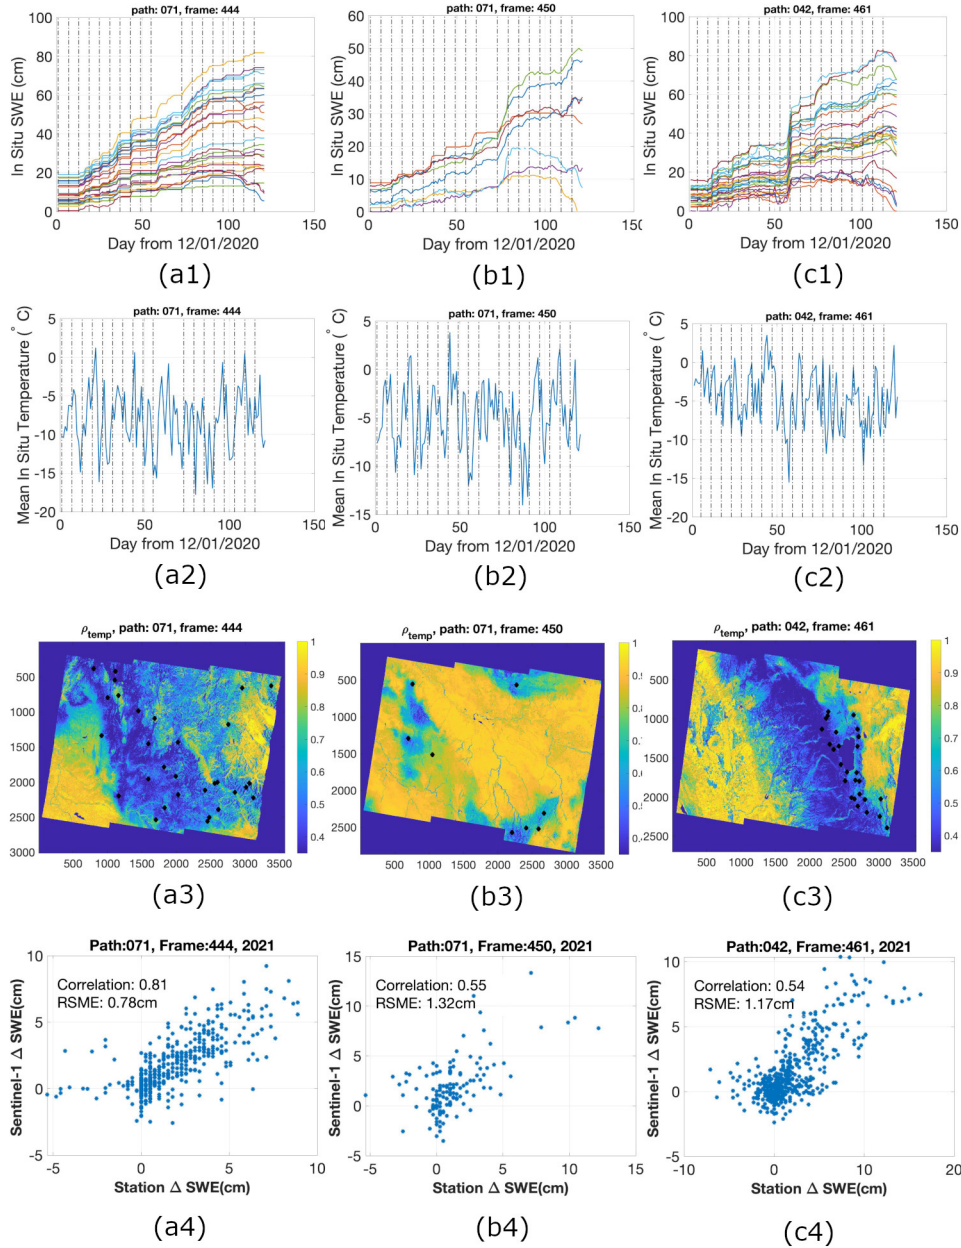 path: 071, frame: 444
In Situ SWE (cm)
100
80
60
40
20
0
0 50 100 150
Day from 12/01/2020
(a1)
path: 071, frame: 450
In Situ SWE (cm)
60
50
40
30
20
10
0
0 50 100 150
Day from 12/01/2020
(b1)
path: 042, frame: 461
In Situ SWE (cm)
100
80
60
40
20
0
0 50 100 150
Day from 12/01/2020
(c1)
path: 071, frame: 444
Mean In Situ Temperature (° C)
5
0
-5
-10
-15
-20
0 50 100 150
Day from 12/01/2020
(a2)
path: 071, frame: 450
Mean In Situ Temperature (° C)
5
0
-5
-10
-15
0 50 100 150
Day from 12/01/2020
(b2)
path: 042, frame: 461
Mean In Situ Temperature (° C)
5
0
-5
-10
-15
-20
0 50 100 150
Day from 12/01/2020
(c2)
ρtemp, path: 071, frame: 444
500
1000
1500
2000
2500
3000
500 1000 1500 2000 2500 3000 3500
1
0.9
0.8
0.7
0.6
0.5
0.4
(a3)
ρtemp, path: 071, frame: 450
500
1000
1500
2000
2500
500 1000 1500 2000 2500 3000 3500
(b3)
ρtemp, path: 042, frame: 461
500
1000
1500
2000
2500
500 1000 1500 2000 2500 3000 3500
1
0.9
0.8
0.7
0.6
0.5
0.4
(c3)
Path:071, Frame:444, 2021
Correlation: 0.81
RSME: 0.78cm
Sentinel-1 Δ SWE(cm)
10
5
0
-5
-5 0 5 10
Station Δ SWE(cm)
(a4)
Path:071, Frame:450, 2021
Correlation: 0.55
RSME: 1.32cm
Sentinel-1 Δ SWE(cm)
15
10
5
0
-5
-5 0 5 10 15
Station Δ SWE(cm)
(b4)
Path:042, Frame:461, 2021
Correlation: 0.54
RSME: 1.17cm
Sentinel-1 Δ SWE(cm)
10
5
0
-5
-10 0 10 20
Station Δ SWE(cm)
(c4)